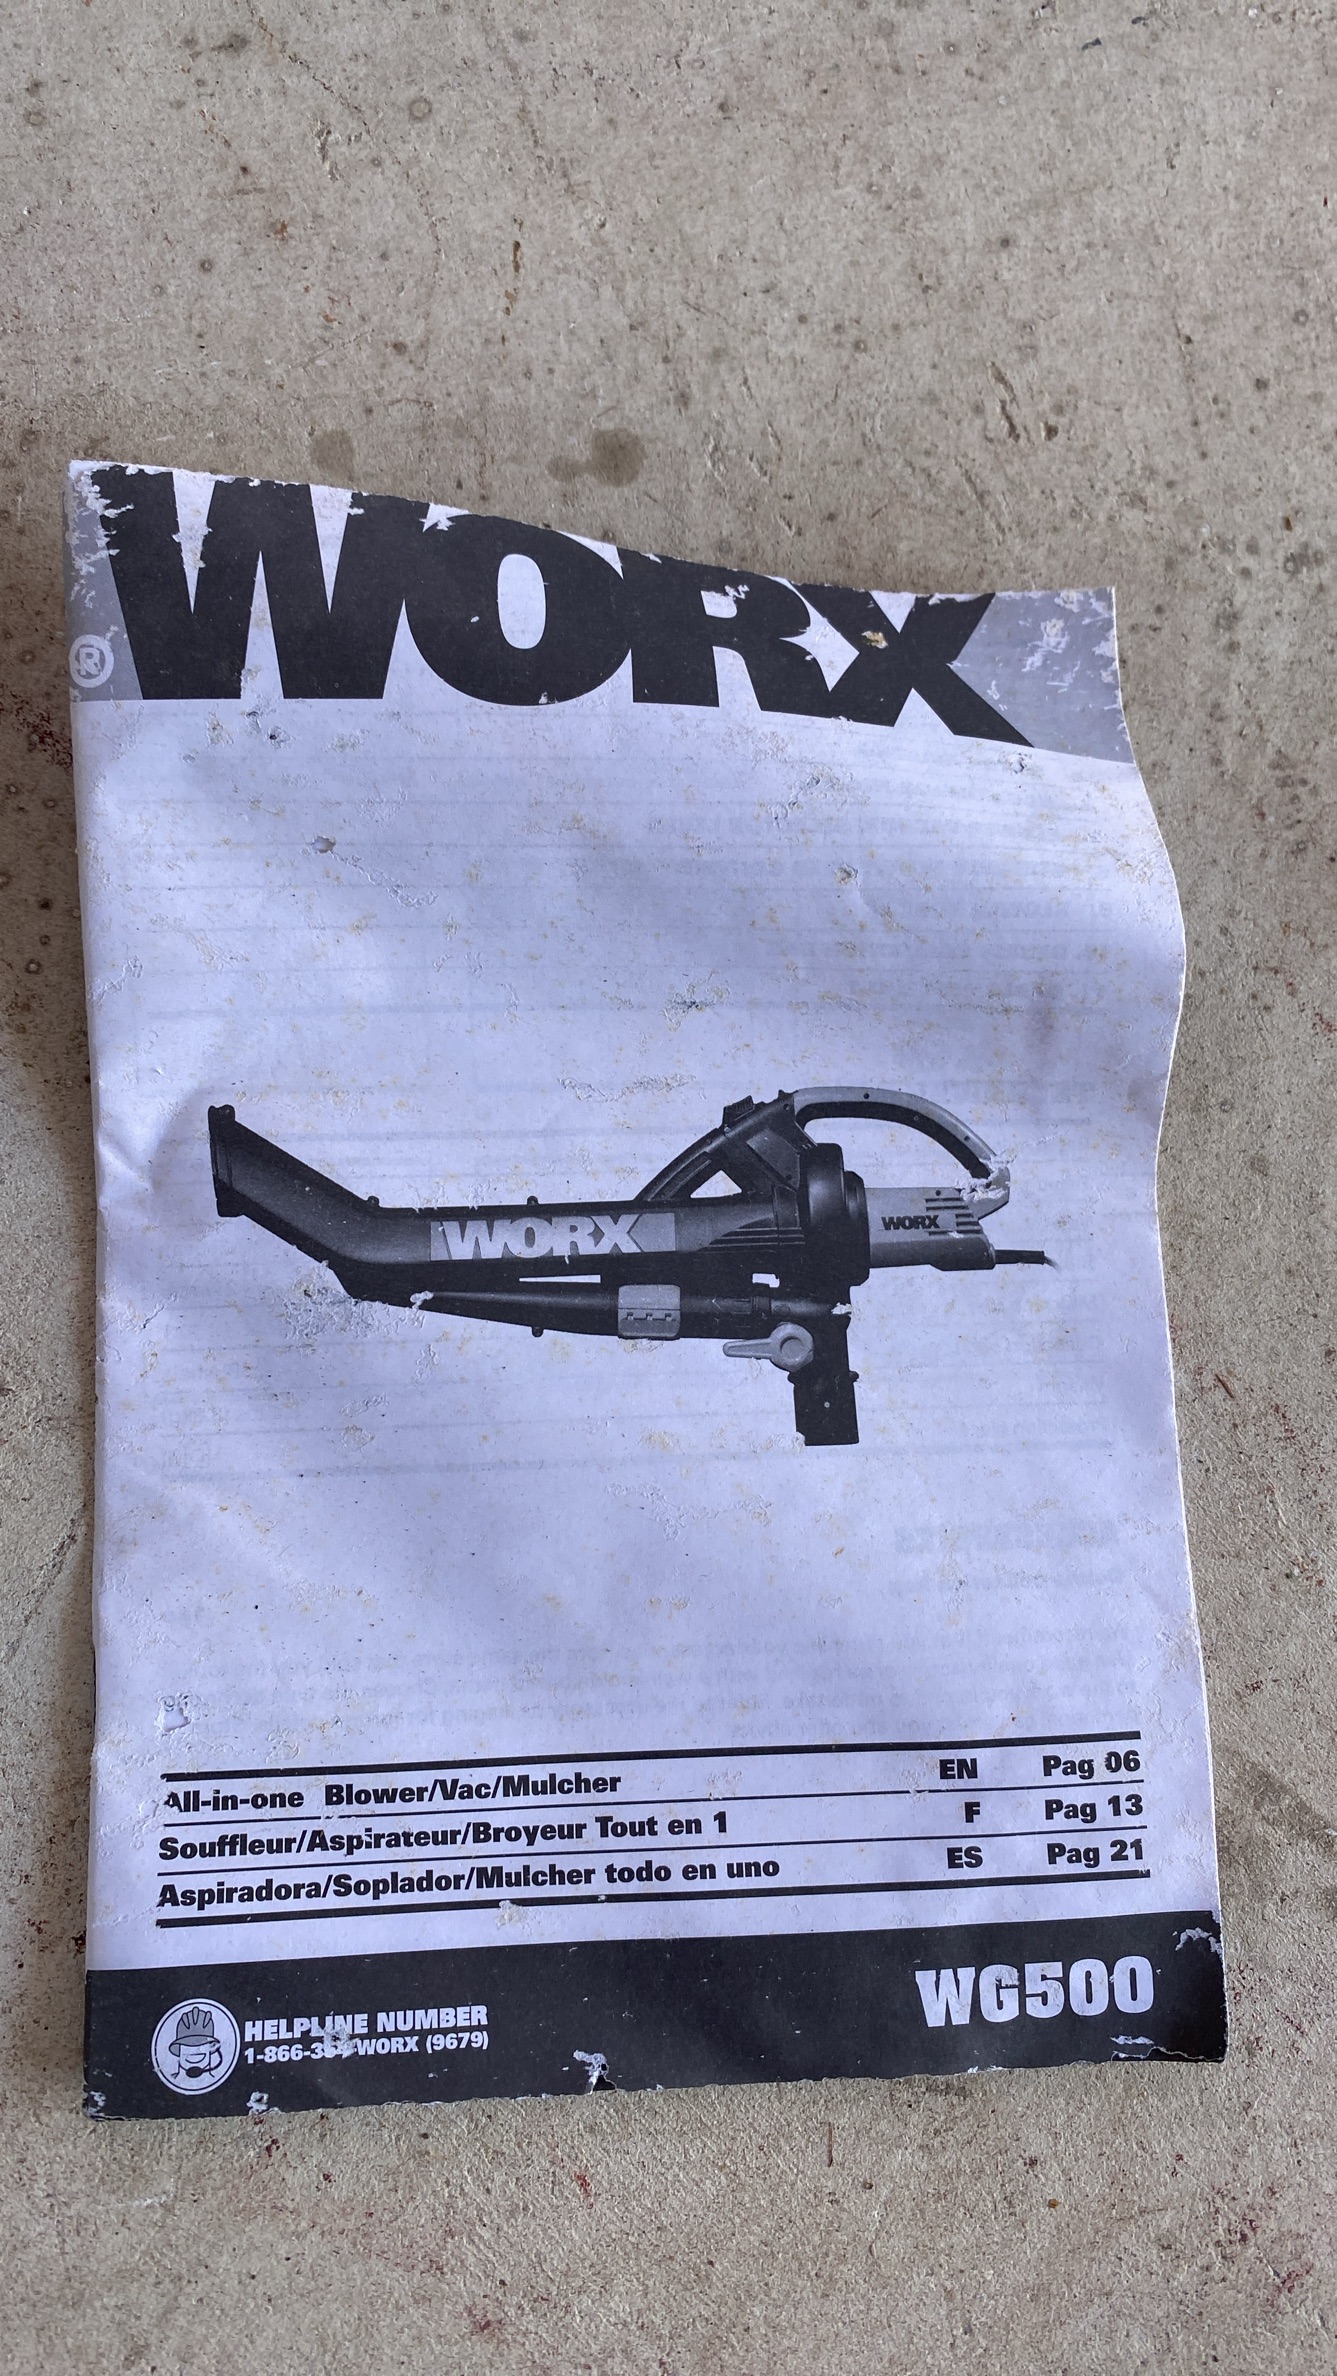 WORX
®
WORX
WORX
All-in-one Blower/Vac/Mulcher EN Pag 06
Souffleur/Aspirateur/Broyeur Tout en 1 F Pag 13
Aspiradora/Soplador/Mulcher todo en uno ES Pag 21
WG500
HELPLINE NUMBER
WORX (9679)